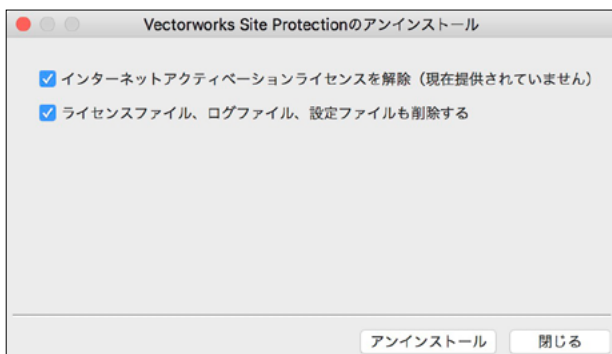 Vectorworks Site Protectionのアンインストール
インターネットアクティベーションライセンスを解除（現在提供されていません）
ライセンスファイル、ログファイル、設定ファイルも削除する
アンインストール 閉じる